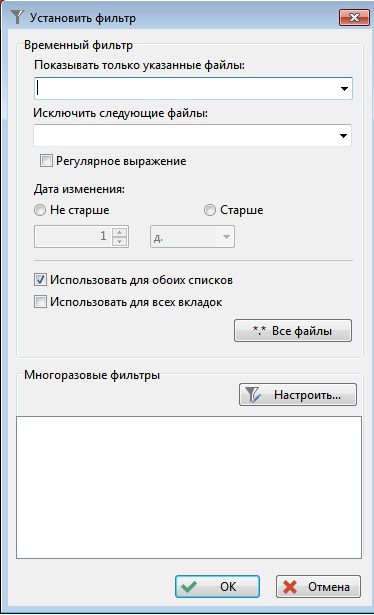 Установить фильтр
Временный фильтр
Показывать только указанные файлы:
Исключить следующие файлы:
Регулярное выражение
Дата изменения:
Не старше Старше
1 д.
Использовать для обоих списков
Использовать для всех вкладок
*.* Все файлы
Многоразовые фильтры
Настроить...
OK Отмена